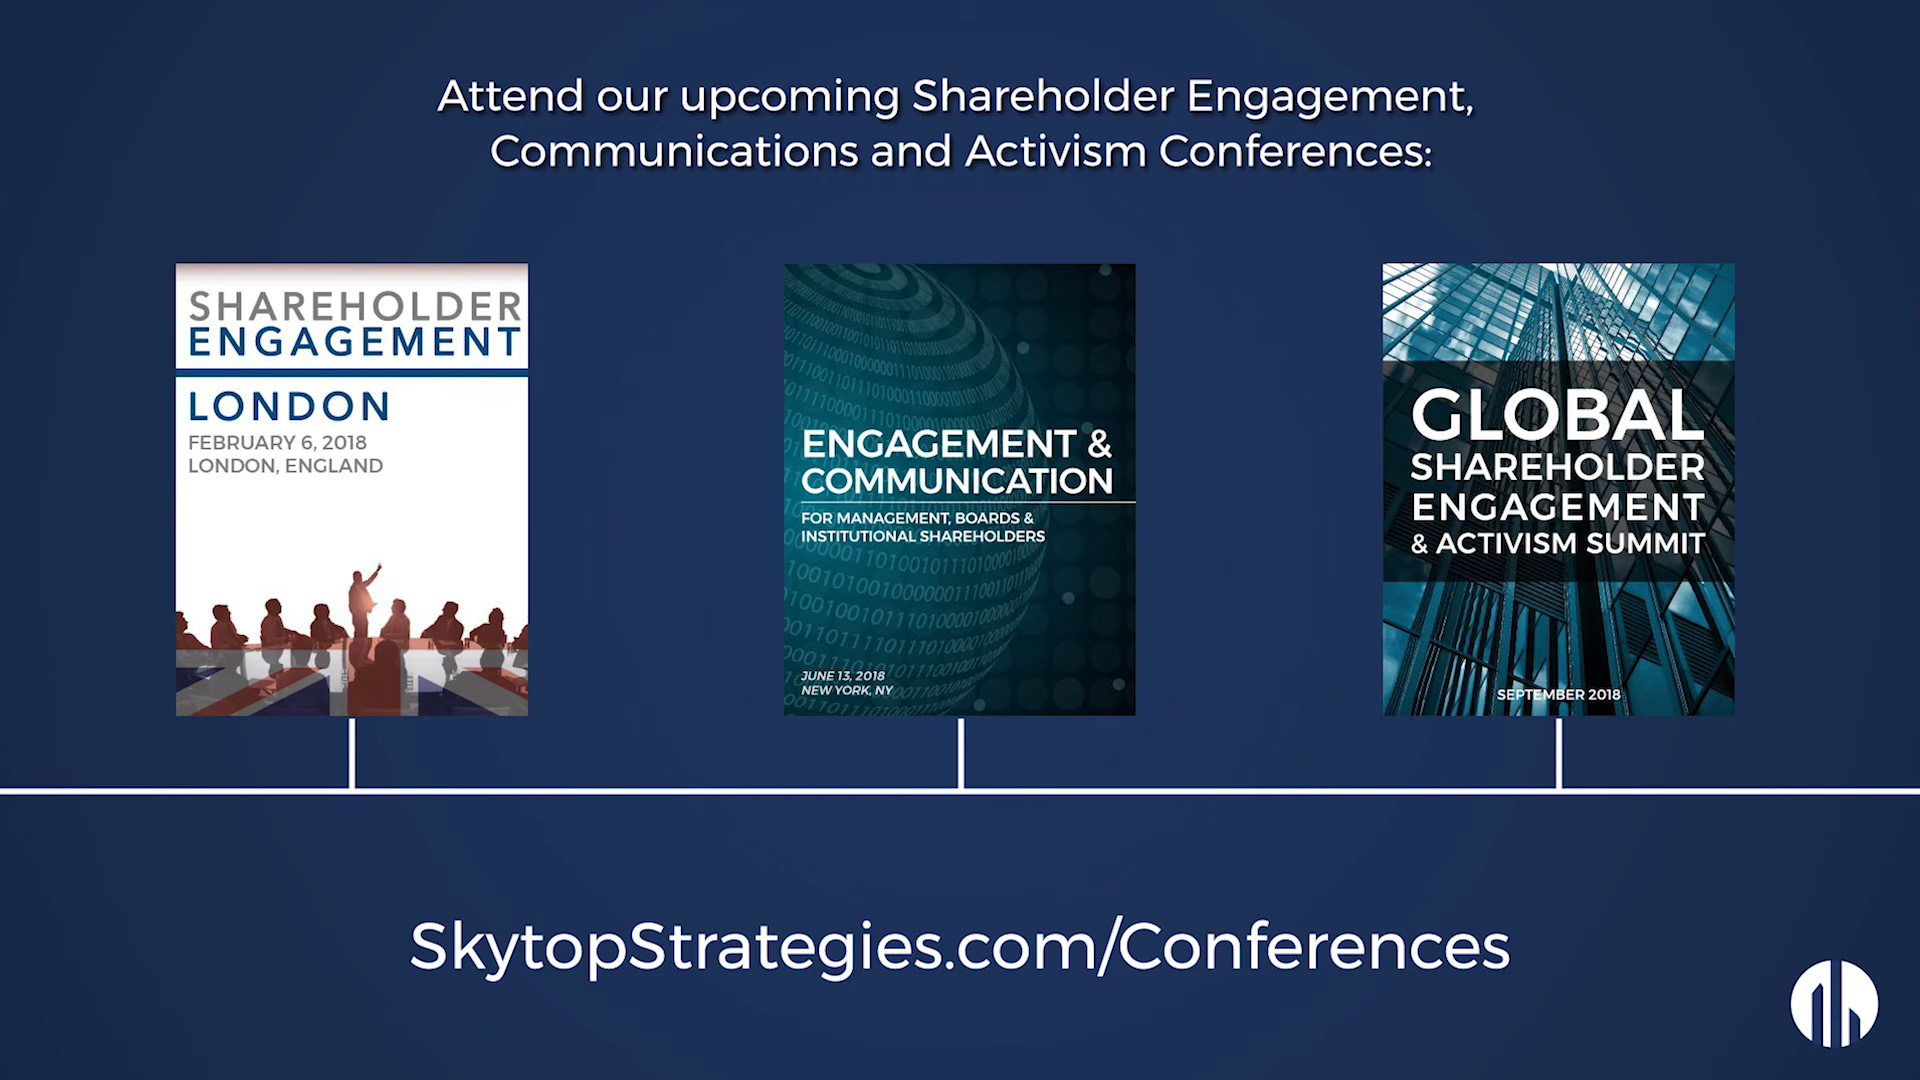 Attend our upcoming Shareholder Engagement,
Communications and Activism Conferences:
SHAREHOLDER
ENGAGEMENT
LONDON
FEBRUARY 6, 2018
LONDON, ENGLAND
ENGAGEMENT &
COMMUNICATION
FOR MANAGEMENT, BOARDS &
INSTITUTIONAL SHAREHOLDERS
JUNE 13, 2018
NEW YORK, NY
GLOBAL
SHAREHOLDER
ENGAGEMENT
& ACTIVISM SUMMIT
SEPTEMBER 2018
SkytopStrategies.com/Conferences